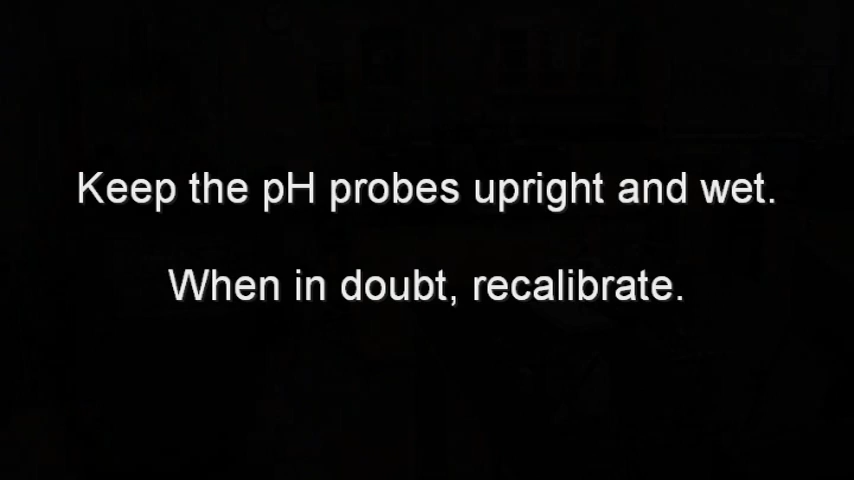 Keep the pH probes upright and wet.
When in doubt, recalibrate.